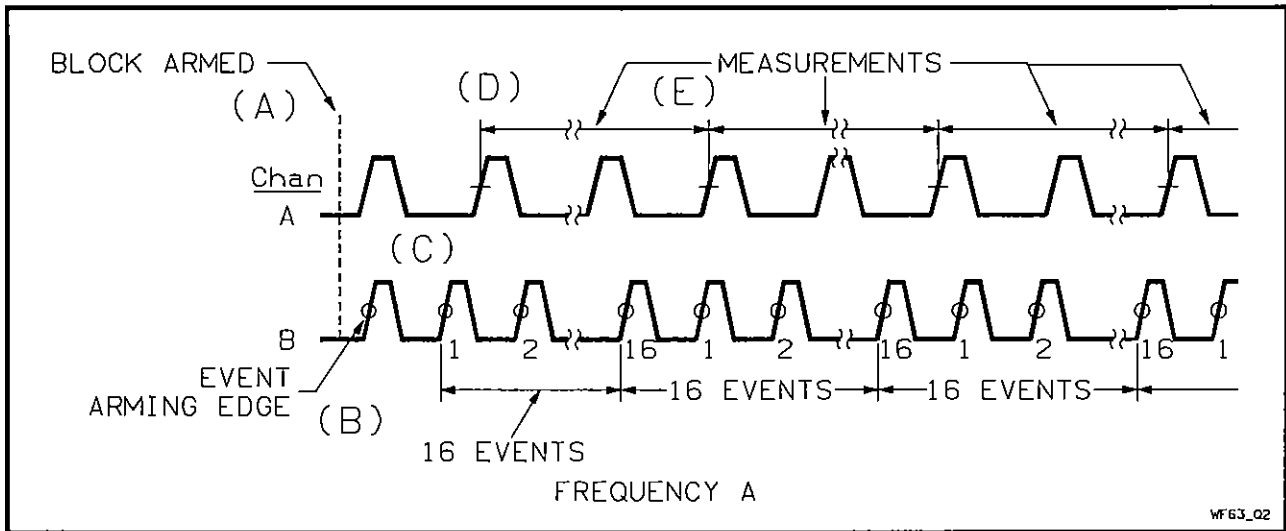 BLOCK ARMED
MEASUREMENTS
(A)
(D)
(E)
Chan
A
(C)
B
1 2 16 1 2 16 1 2 16 1
EVENT
ARMING EDGE
(B)
16 EVENTS 16 EVENTS
16 EVENTS
FREQUENCY A
WF63_02